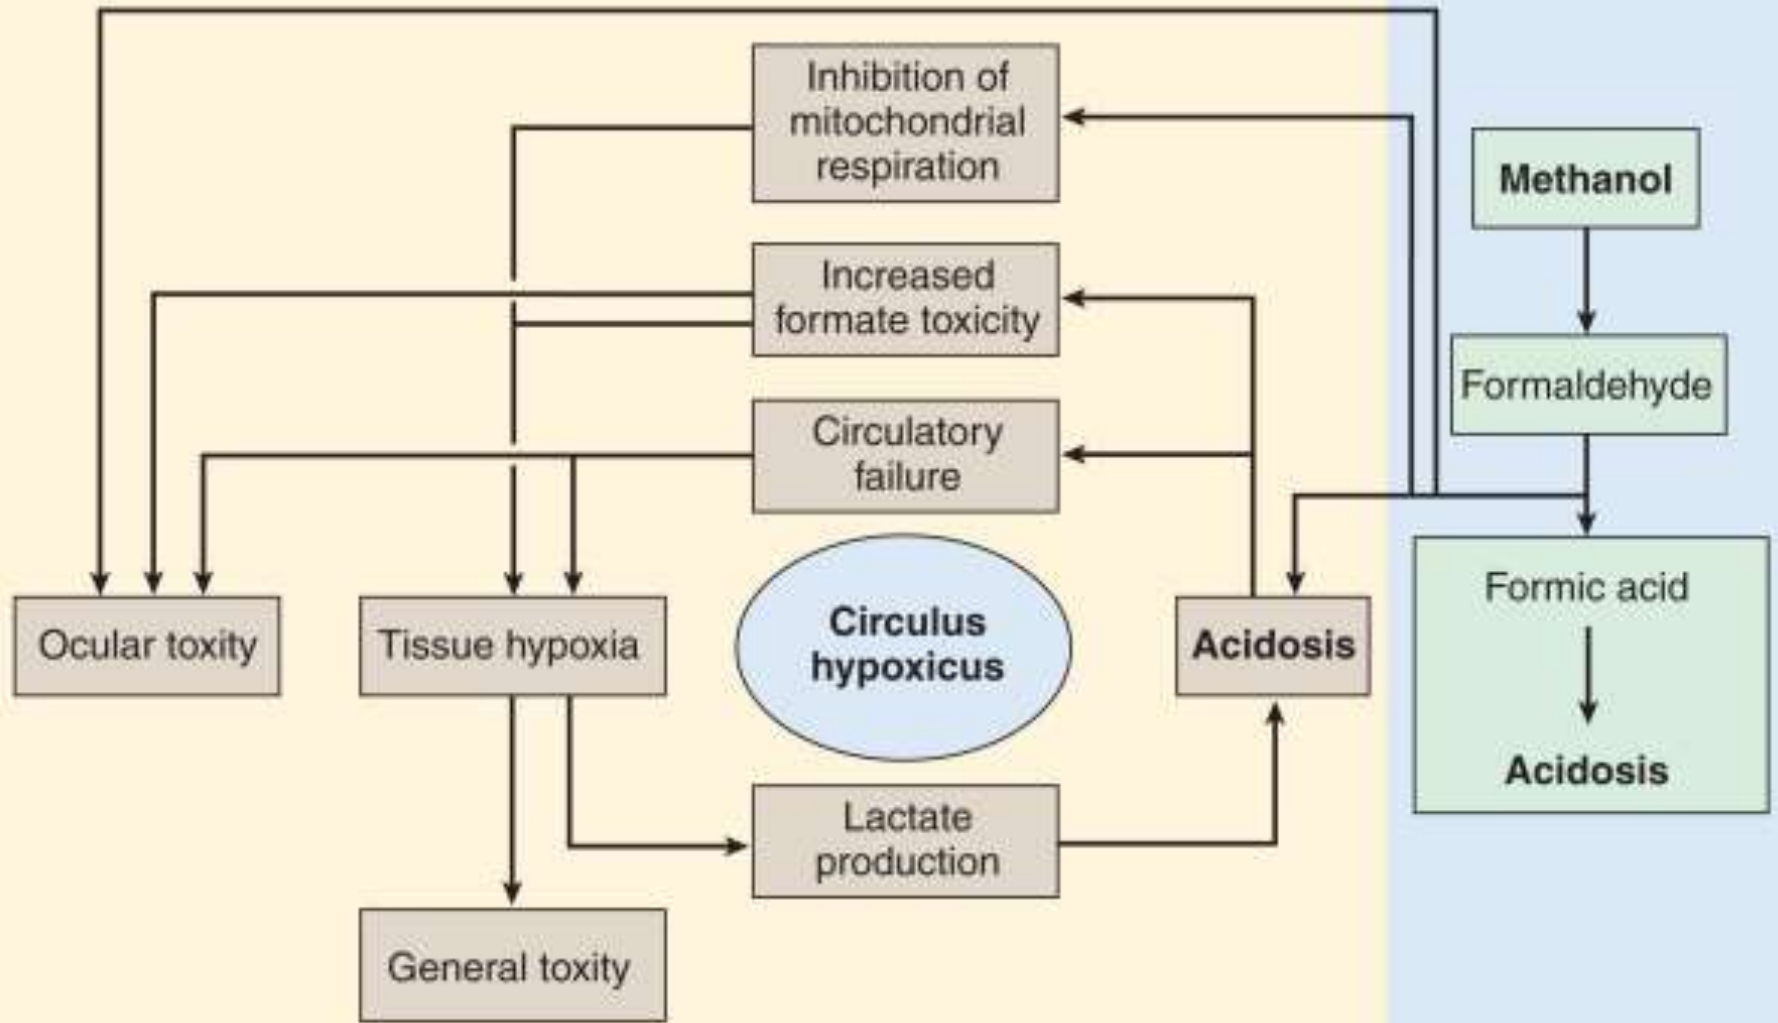 Inhibition of
mitochondrial
respiration
Methanol
Increased
formate toxicity
Formaldehyde
Circulatory
failure
Formic acid
Ocular toxity
Tissue hypoxia
Circulus
hypoxicus
Acidosis
Acidosis
Lactate
production
General toxity